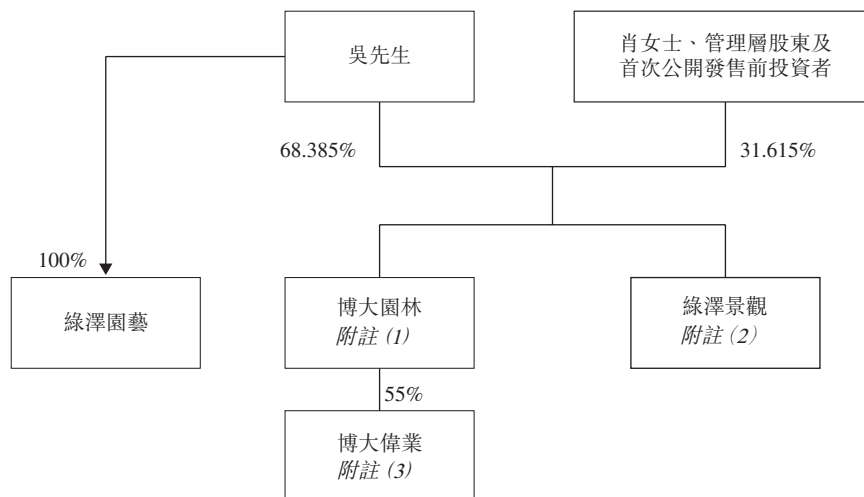 吳先生
肖女士、管理層股東及
首次公開發售前投資者
68.385%
31.615%
100%
綠澤園藝
博大園林
附註 (1)
綠澤景觀
附註 (2)
55%
博大偉業
附註 (3)